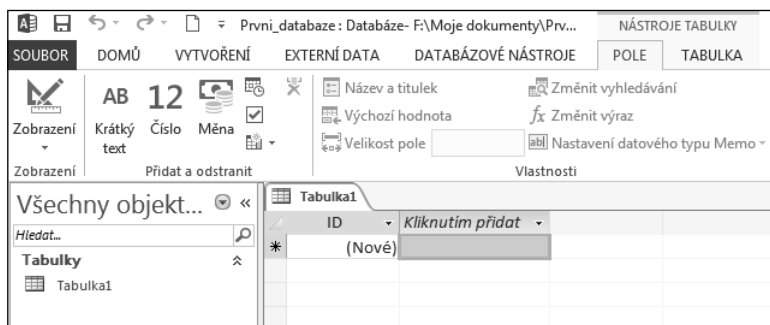 Prvni_databaze : Databáze- F:\Moje dokumenty\Prv...
NÁSTROJE TABULKY
SOUBOR DOMŮ VYTVOŘENÍ EXTERNÍ DATA DATABÁZOVÉ NÁSTROJE POLE TABULKA
Zobrazení
AB Krátký text
12 Číslo
Měna
Název a titulek
Výchozí hodnota
Velikost pole
Změnit vyhledávání
fx Změnit výraz
ab Nastavení datového typu Memo
Zobrazení Přidat a odstranit Vlastnosti
Všechny objekt... «
Hledat...
Tabulky
Tabulka1
Tabulka1
ID Kliknutím přidat
* (Nové)